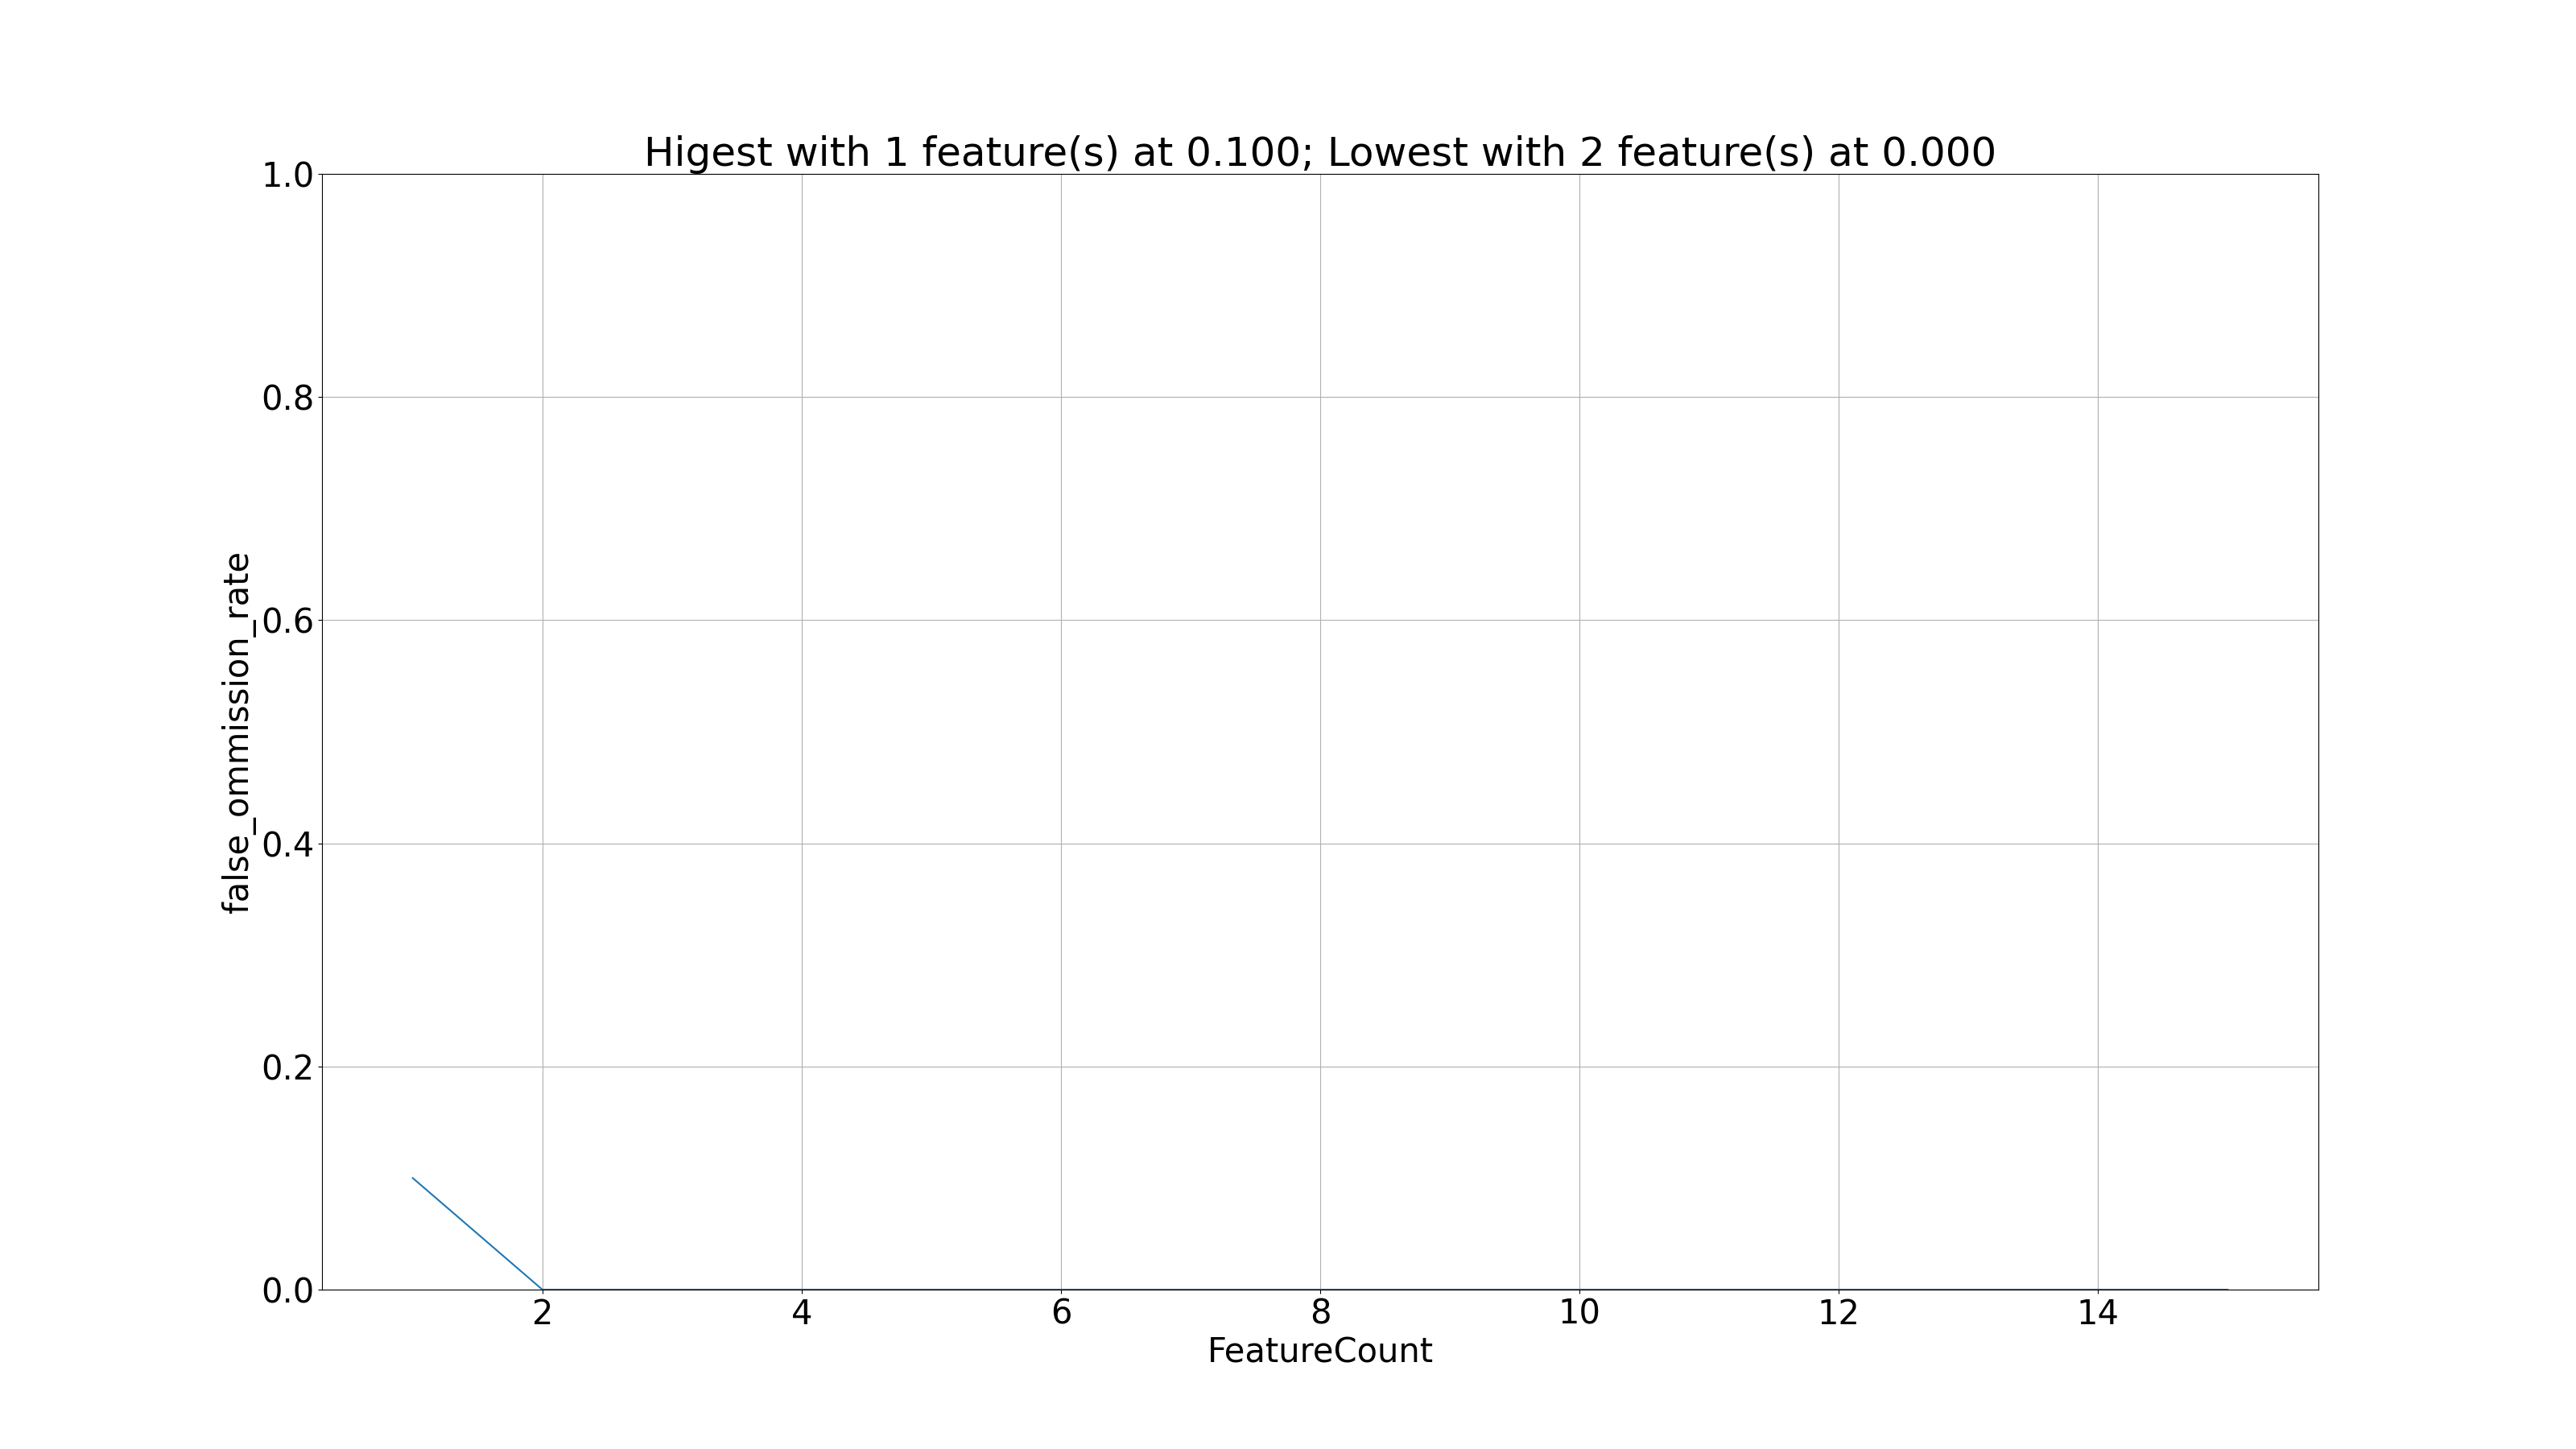 Higest with 1 feature(s) at 0.100; Lowest with 2 feature(s) at 0.000
1.0
0.8
0.6
0.4
0.2
0.0
false_ommission_rate
2 4 6 8 10 12 14
FeatureCount